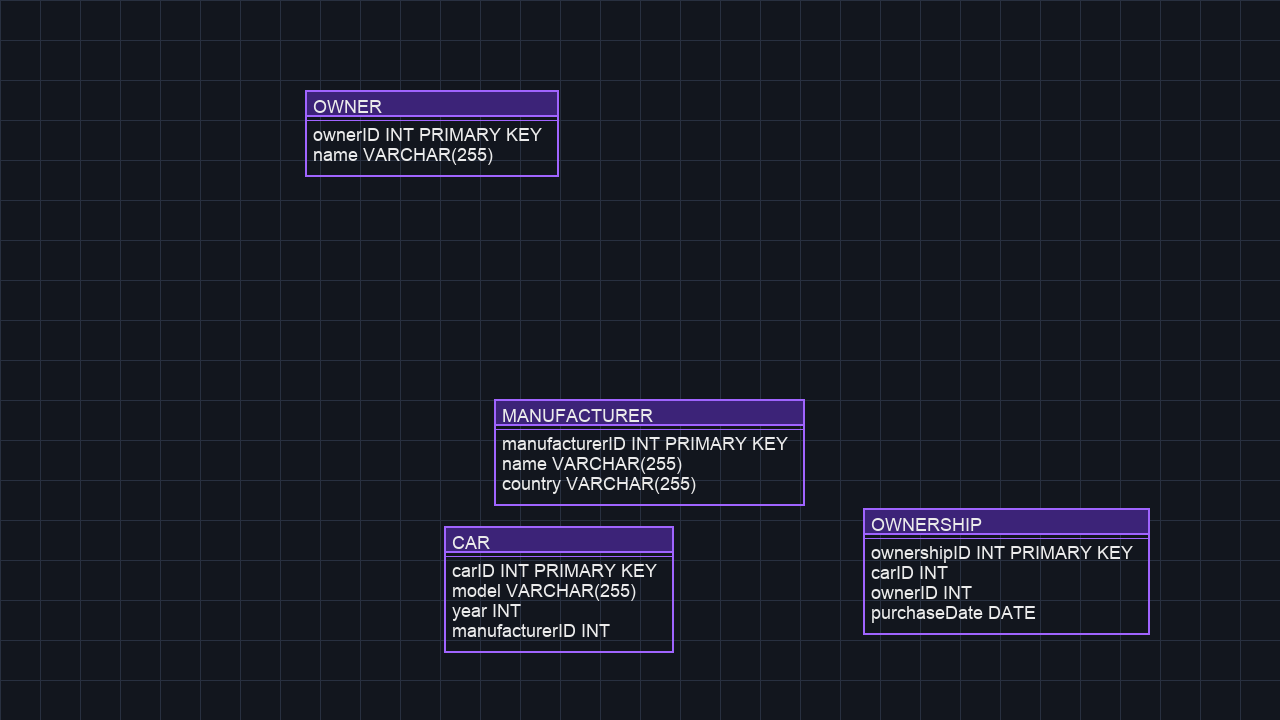 OWNER
ownerID INT PRIMARY KEY
name VARCHAR(255)
MANUFACTURER
manufacturerID INT PRIMARY KEY
name VARCHAR(255)
country VARCHAR(255)
CAR
carID INT PRIMARY KEY
model VARCHAR(255)
year INT
manufacturerID INT
OWNERSHIP
ownershipID INT PRIMARY KEY
carID INT
ownerID INT
purchaseDate DATE